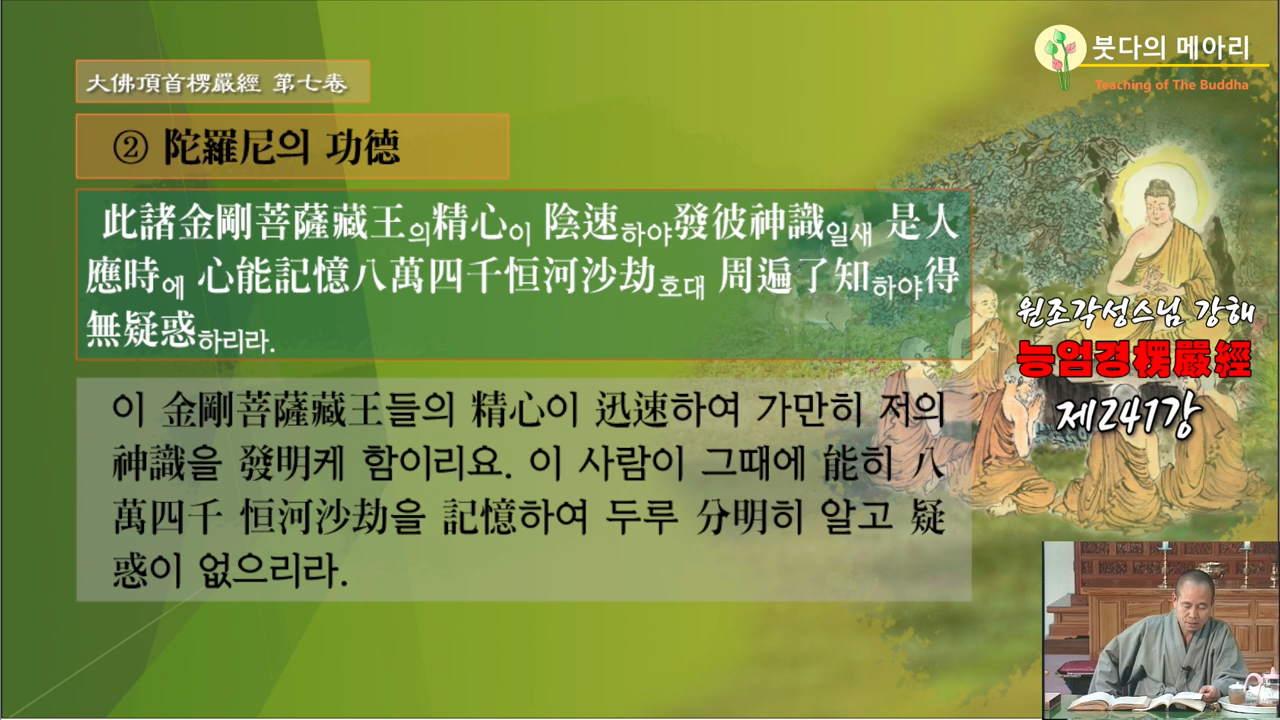 大佛頂首楞嚴經 第七卷
② 陀羅尼의 功德
此諸金剛菩薩藏王의精心이 陰速하야發彼神識일새 是人
應時에 心能記憶八萬四千恒河沙劫호대 周遍了知하야得
無疑惑하리라.
이 金剛菩薩藏王들의 精心이 迅速하여 가만히 저의
神識을 發明케 함이리요. 이 사람이 그때에 能히 八
萬四千 恒河沙劫을 記憶하여 두루 分明히 알고 疑
惑이 없으리라.
붓다의 메아리
Teaching of The Buddha
원조각성스님 강해
능엄경楞嚴經
제241강